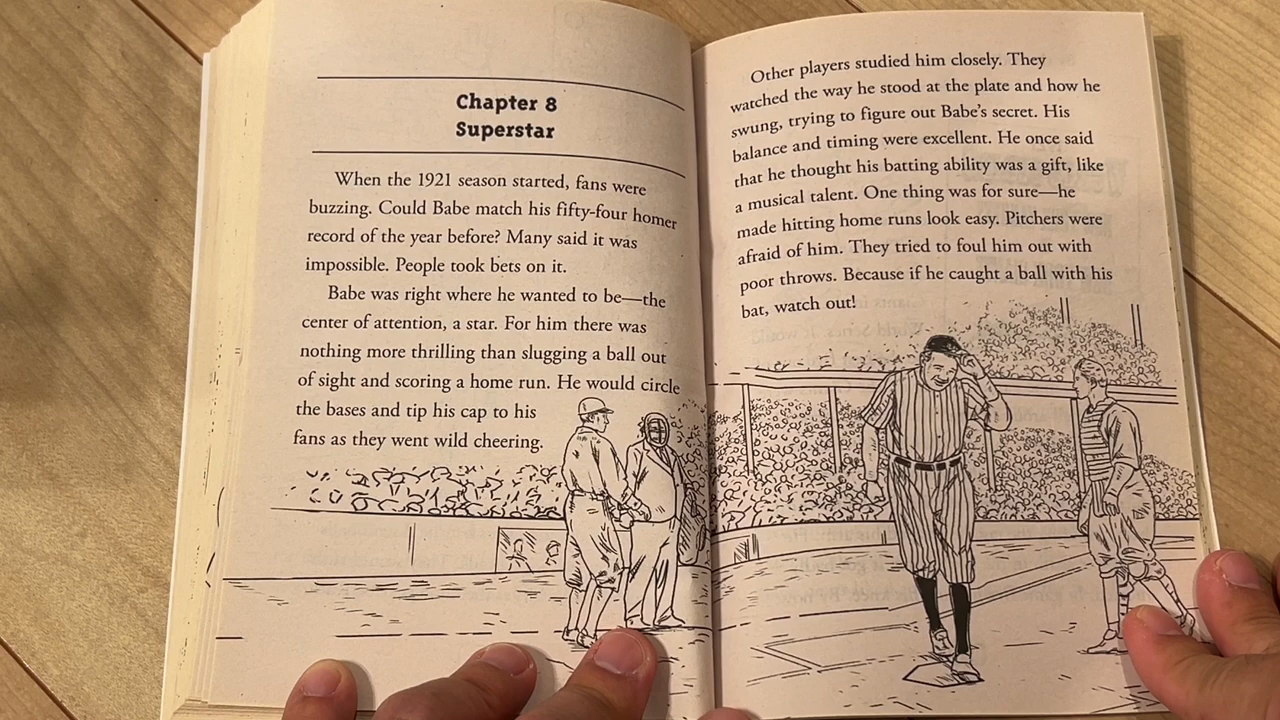 Chapter 8
Superstar
When the 1921 season started, fans were
buzzing. Could Babe match his fifty-four homer
record of the year before? Many said it was
impossible. People took bets on it.
Babe was right where he wanted to be—the
center of attention, a star. For him there was
nothing more thrilling than slugging a ball out
of sight and scoring a home run. He would circle
the bases and tip his cap to his
fans as they went wild cheering.
Other players studied him closely. They
watched the way he stood at the plate and how he
swung, trying to figure out Babe's secret. His
balance and timing were excellent. He once said
that he thought his batting ability was a gift, like
a musical talent. One thing was for sure—he
made hitting home runs look easy. Pitchers were
afraid of him. They tried to foul him out with
poor throws. Because if he caught a ball with his
bat, watch out!